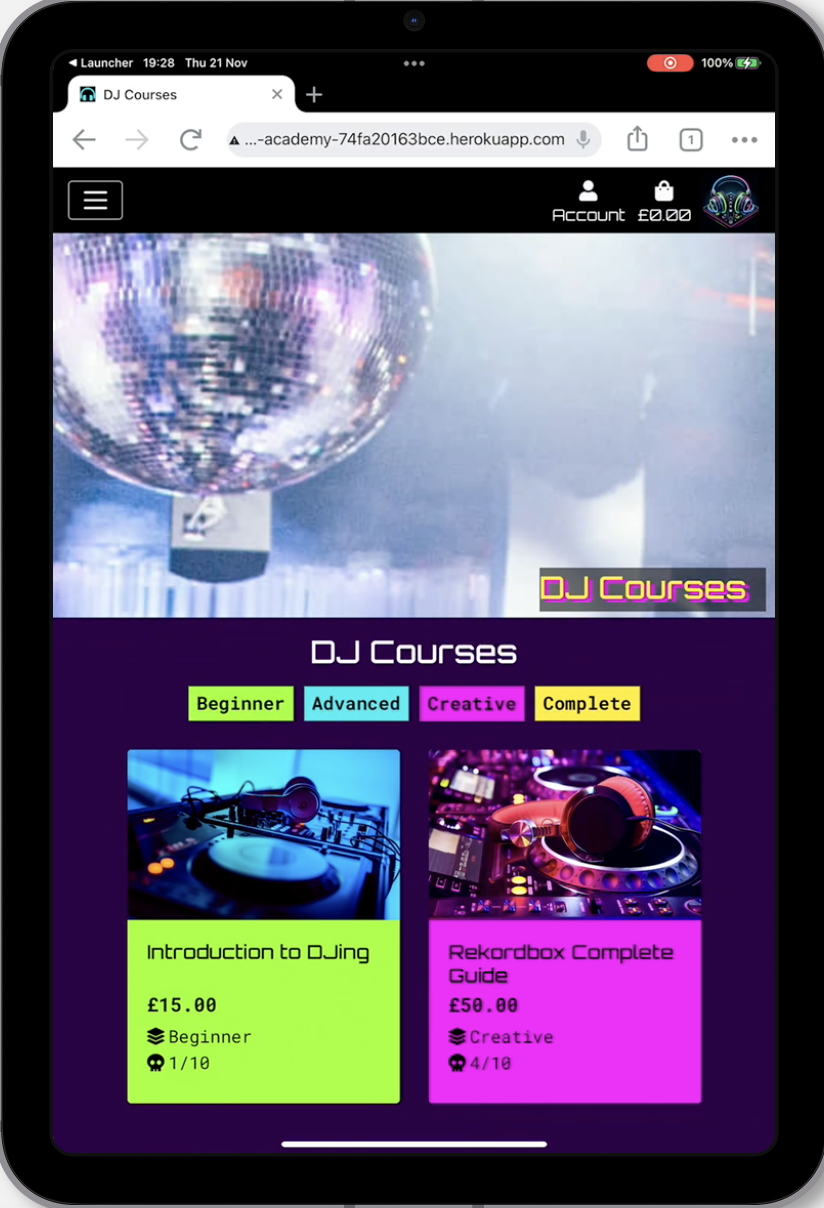 Launcher 19:28 Thu 21 Nov
100%
DJ Courses
...-academy-74fa20163bce.herokuapp.com
1
Account £0.00
DJ Courses
DJ Courses
Beginner Advanced Creative Complete
Introduction to DJing
£15.00
Beginner
1/10
Rekordbox Complete
Guide
£50.00
Creative
4/10